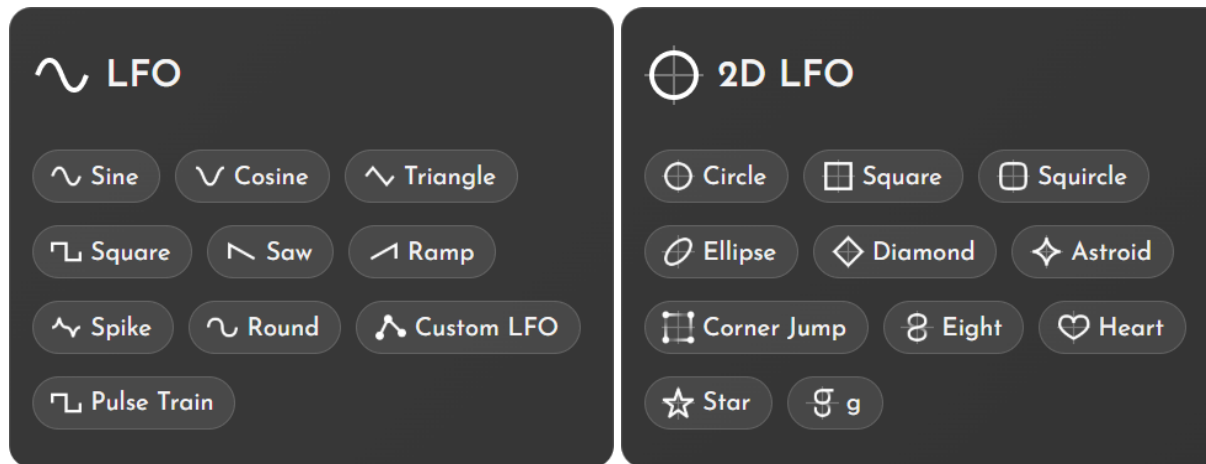 LFO
Sine Cosine Triangle
Square Saw Ramp
Spike Round Custom LFO
Pulse Train
2D LFO
Circle Square Squircle
Ellipse Diamond Astroid
Corner Jump Eight Heart
Star g